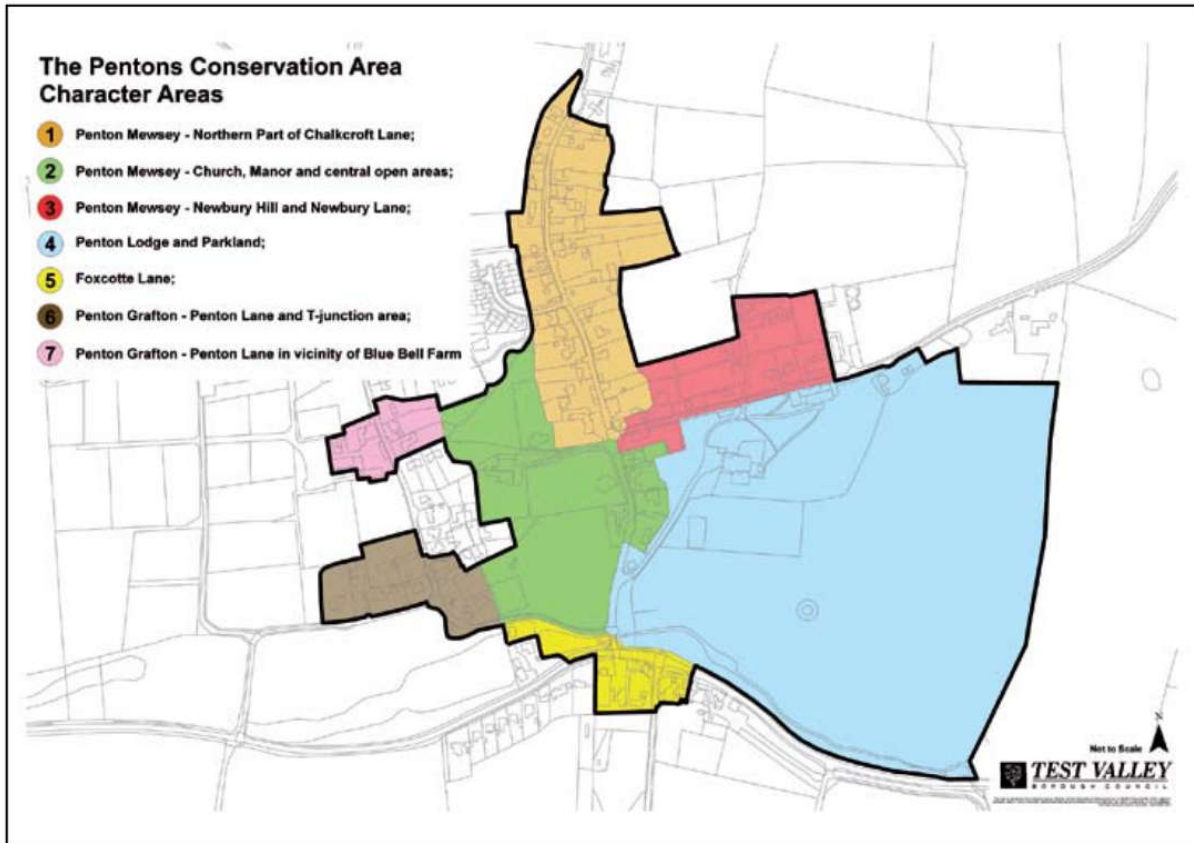 The Pentons Conservation Area
Character Areas
1 Penton Mewsey - Northern Part of Chalkcroft Lane;
2 Penton Mewsey - Church, Manor and central open areas;
3 Penton Mewsey - Newbury Hill and Newbury Lane;
4 Penton Lodge and Parkland;
5 Foxcotte Lane;
6 Penton Grafton - Penton Lane and T-junction area;
7 Penton Grafton - Penton Lane in vicinity of Blue Bell Farm
Not to Scale
TEST VALLEY
BOROUGH COUNCIL